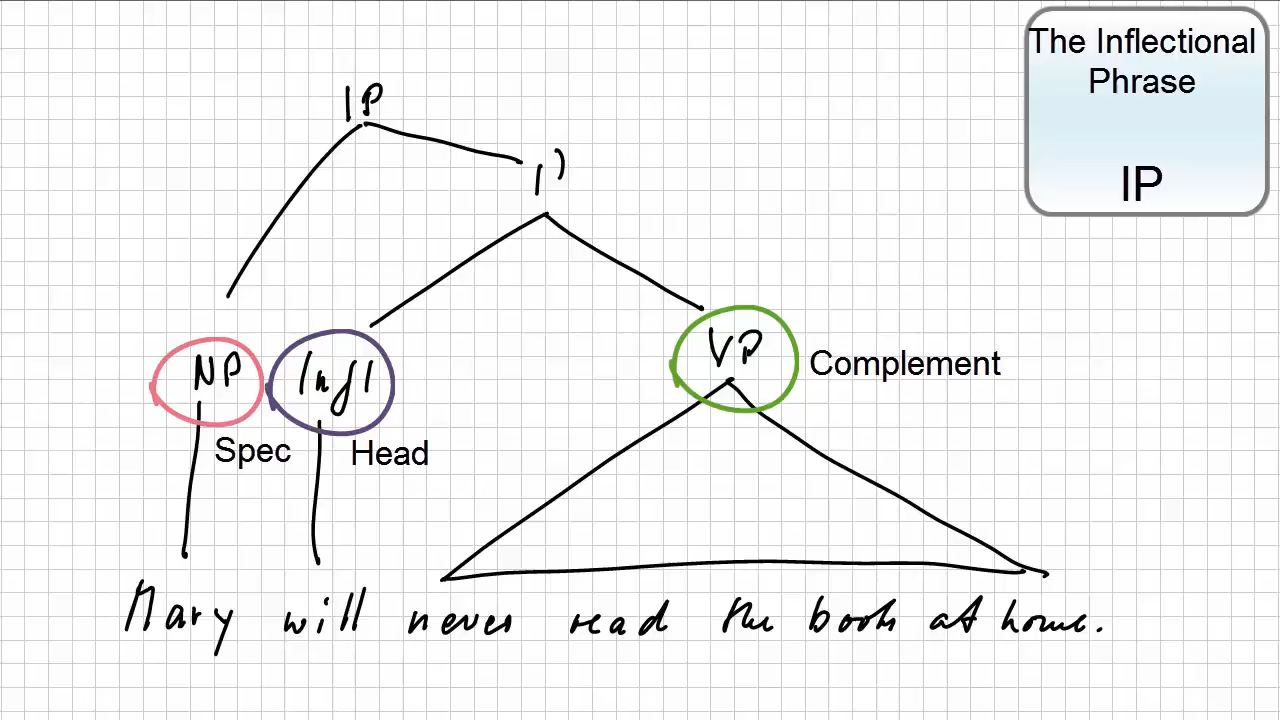 The Inflectional
Phrase
IP
IP
I'
NP
Infl
VP
Spec
Head
Complement
Mary will never read the book at home.